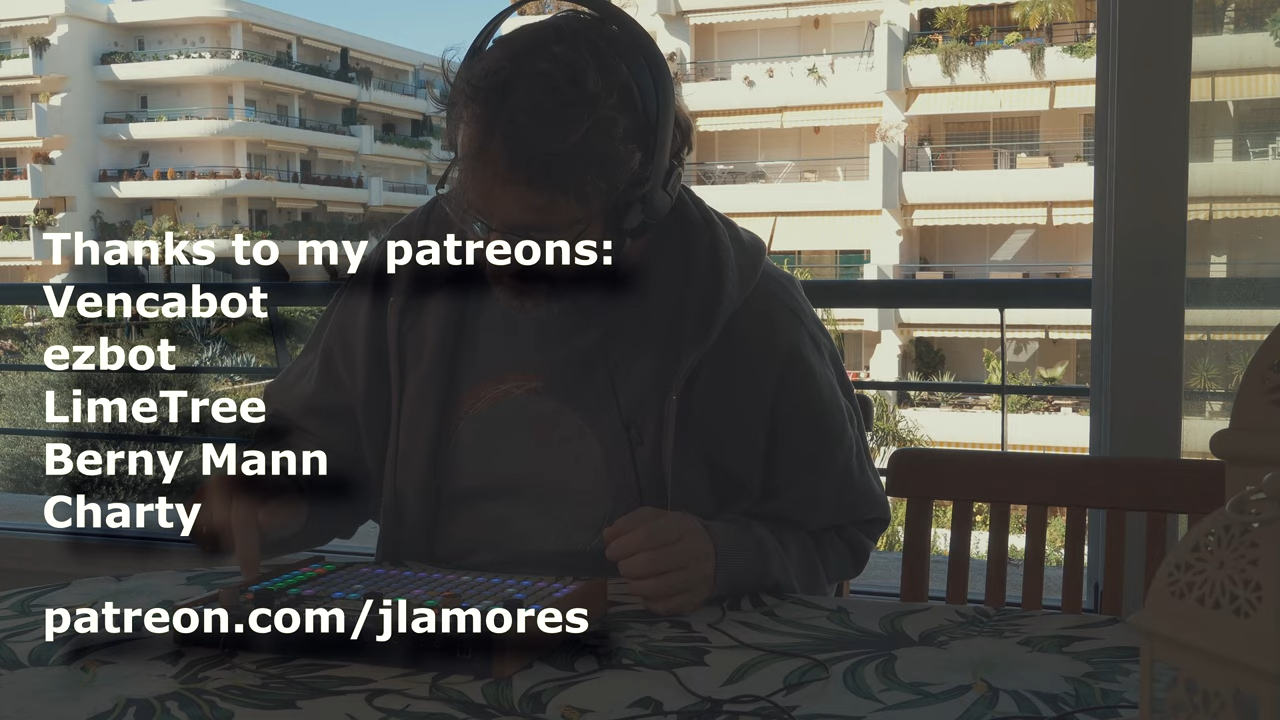 Thanks to my patreons:
Vencabot
ezbot
LimeTree
Berny Mann
Charty
patreon.com/jlamores